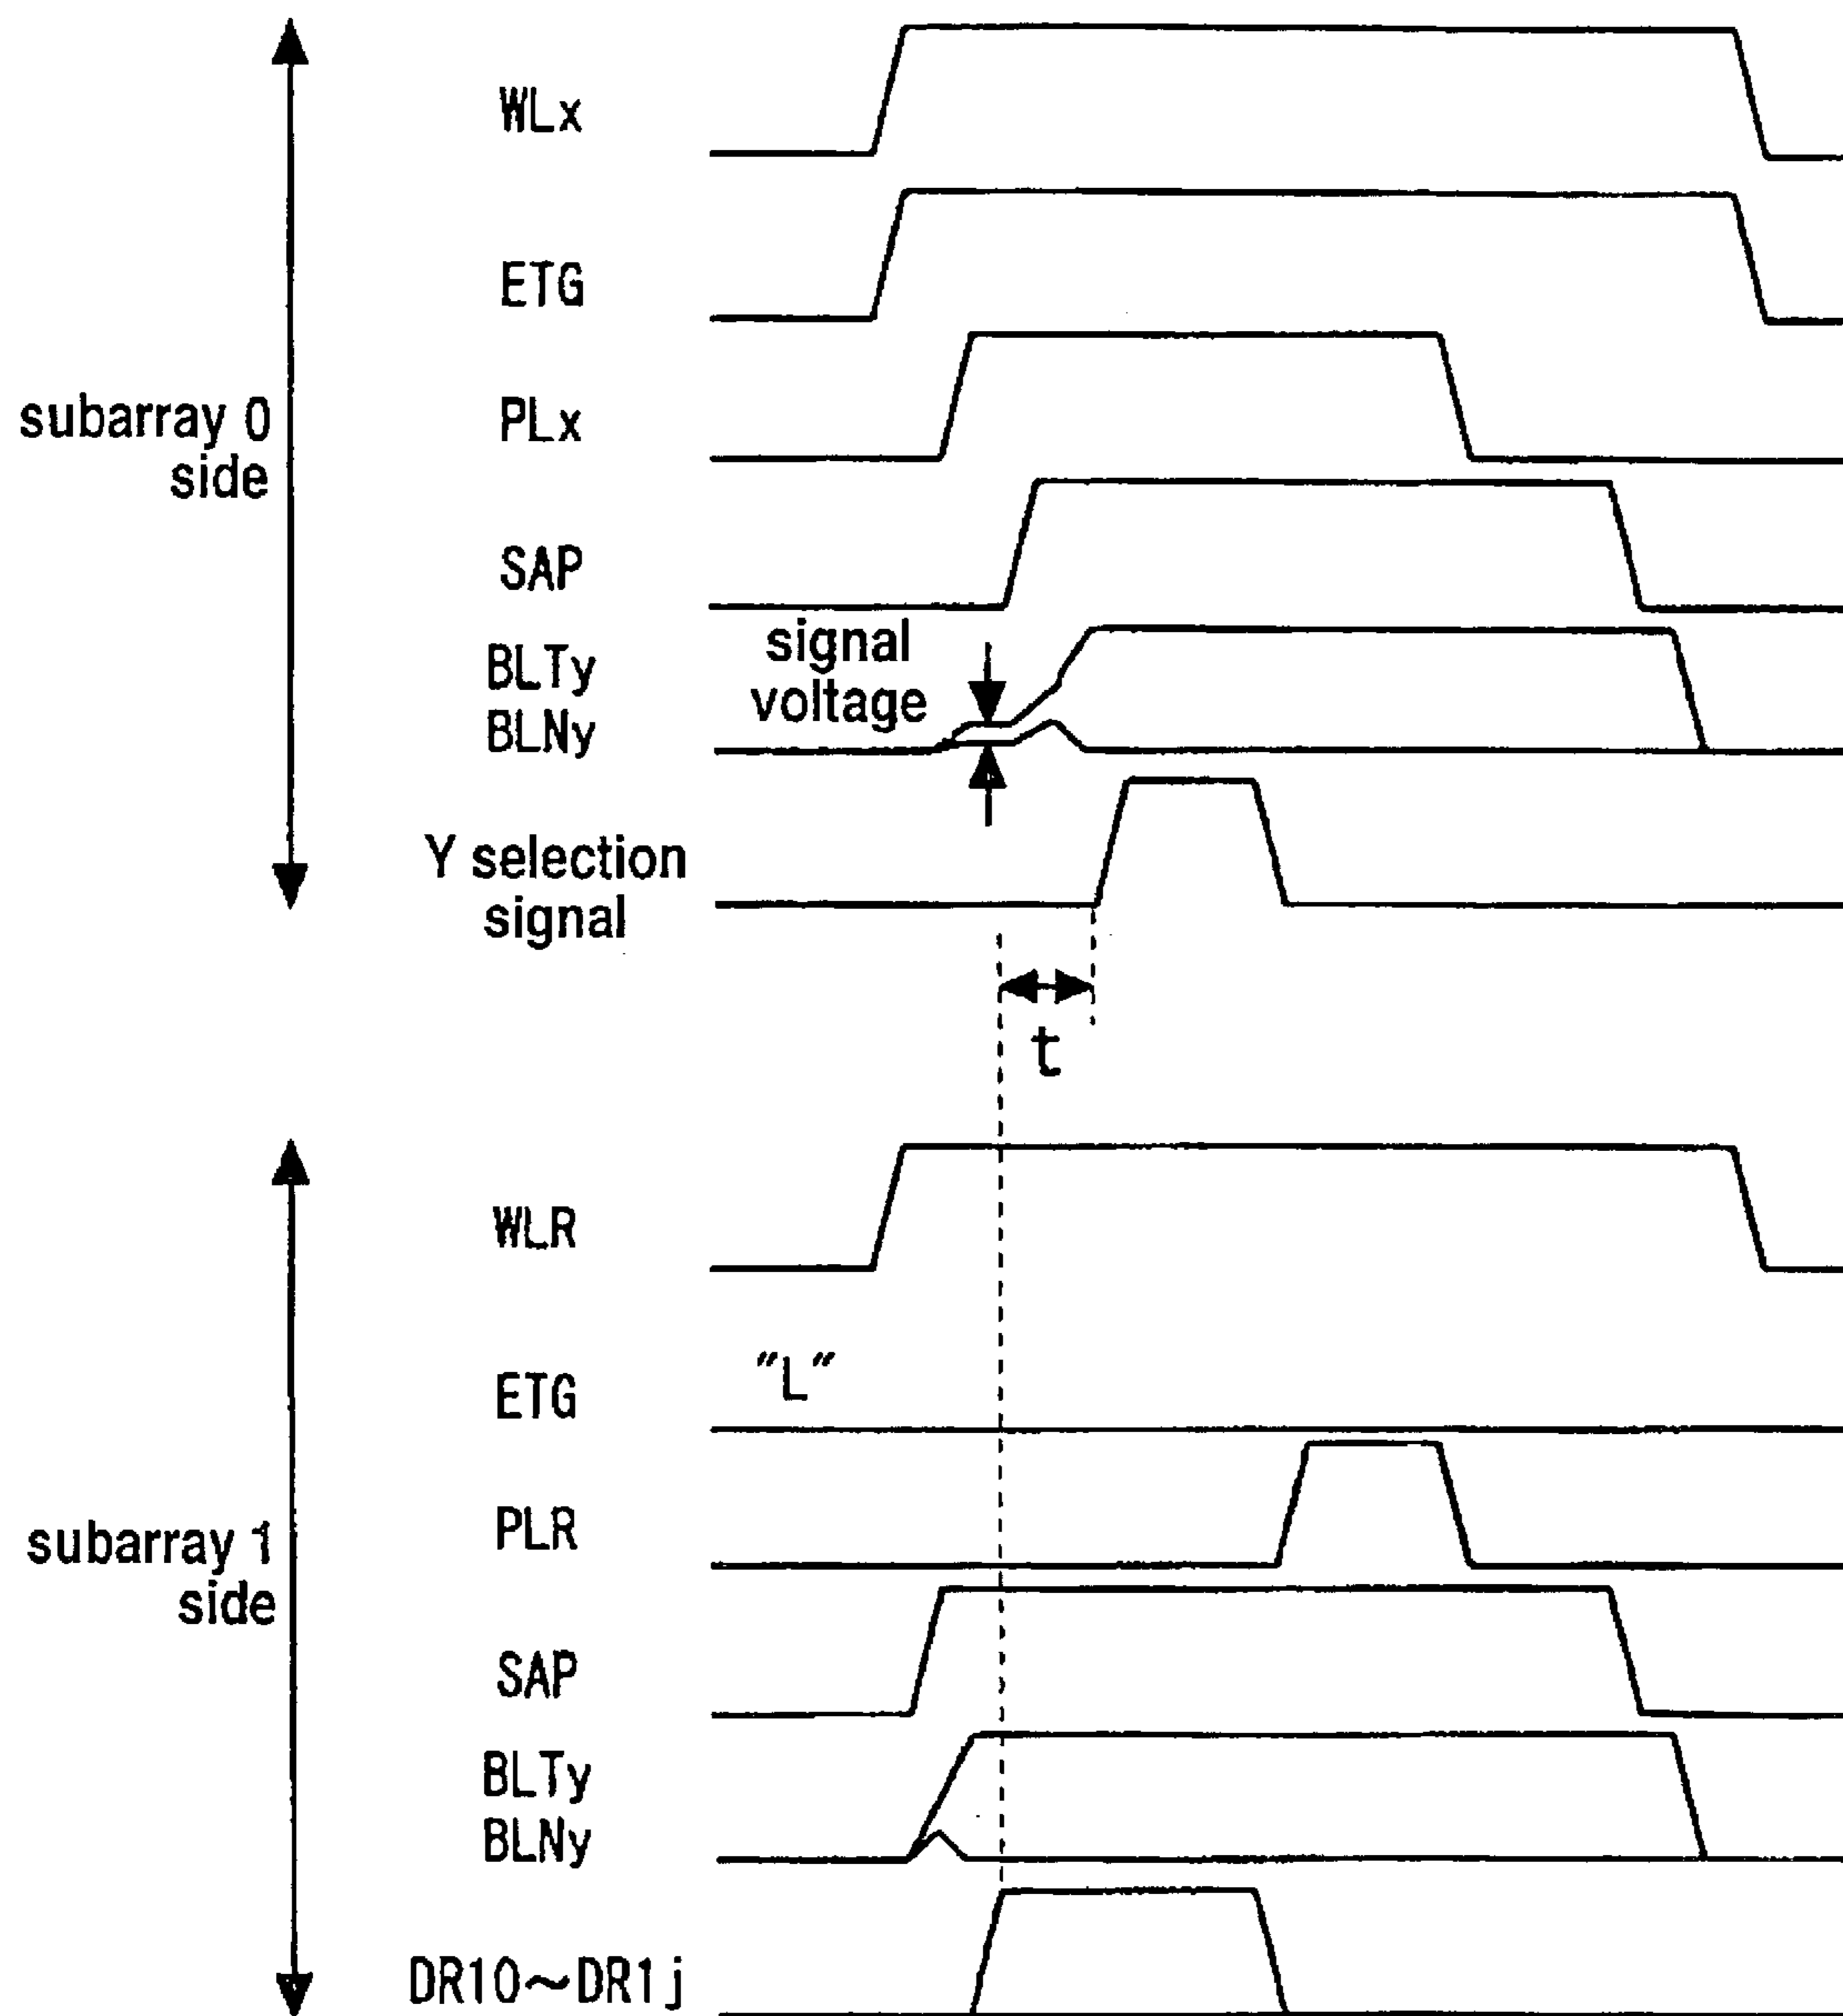 WLx
ETG
subarray 0
side
PLx
SAP
signal
voltage
BLTy
BLNy
Y selection
signal
t
WLR
ETG
"L"
subarray 1
side
PLR
SAP
BLTy
BLNy
DR10~DR1j